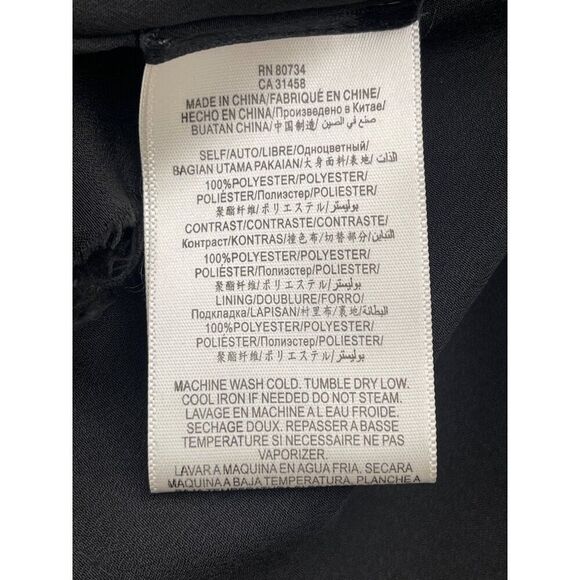 RN 80734
CA 31458
MADE IN CHINA/FABRIQUÉ EN CHINE/
HECHO EN CHINA/Произведено в Китае/
BUATAN CHINA/中国制造/ صنع في الصين
SELF/AUTO/LIBRE/Одноцветный/
BAGIAN UTAMA PAKAIAN/大身面料/表地/ الذات/
100%POLYESTER/POLYESTER/
POLIÉSTER/Полиэстер/POLIESTER/
聚酯纤维/ポリエステル/بوليستر
CONTRAST/CONTRASTE/CONTRASTE/
Контраст/KONTRAS/撞色布/切替部分/ التباين/
100%POLYESTER/POLYESTER/
POLIÉSTER/Полиэстер/POLIESTER/
聚酯纤维/ポリエステル/بوليستر
LINING/DOUBLURE/FORRO/
Подкладка/LAPISAN/衬里布/裏地/البطانة/
100%POLYESTER/POLYESTER/
POLIÉSTER/Полиэстер/POLIESTER/
聚酯纤维/ポリエステル/بوليستر
MACHINE WASH COLD. TUMBLE DRY LOW.
COOL IRON IF NEEDED DO NOT STEAM.
LAVAGE EN MACHINE A L EAU FROIDE.
SECHAGE DOUX. REPASSER A BASSE
TEMPERATURE SI NECESSAIRE NE PAS
VAPORIZER.
LAVAR A MAQUINA EN AGUA FRIA. SECARA
MAQUINA A BAJA TEMPERATURA, PLANCHE A